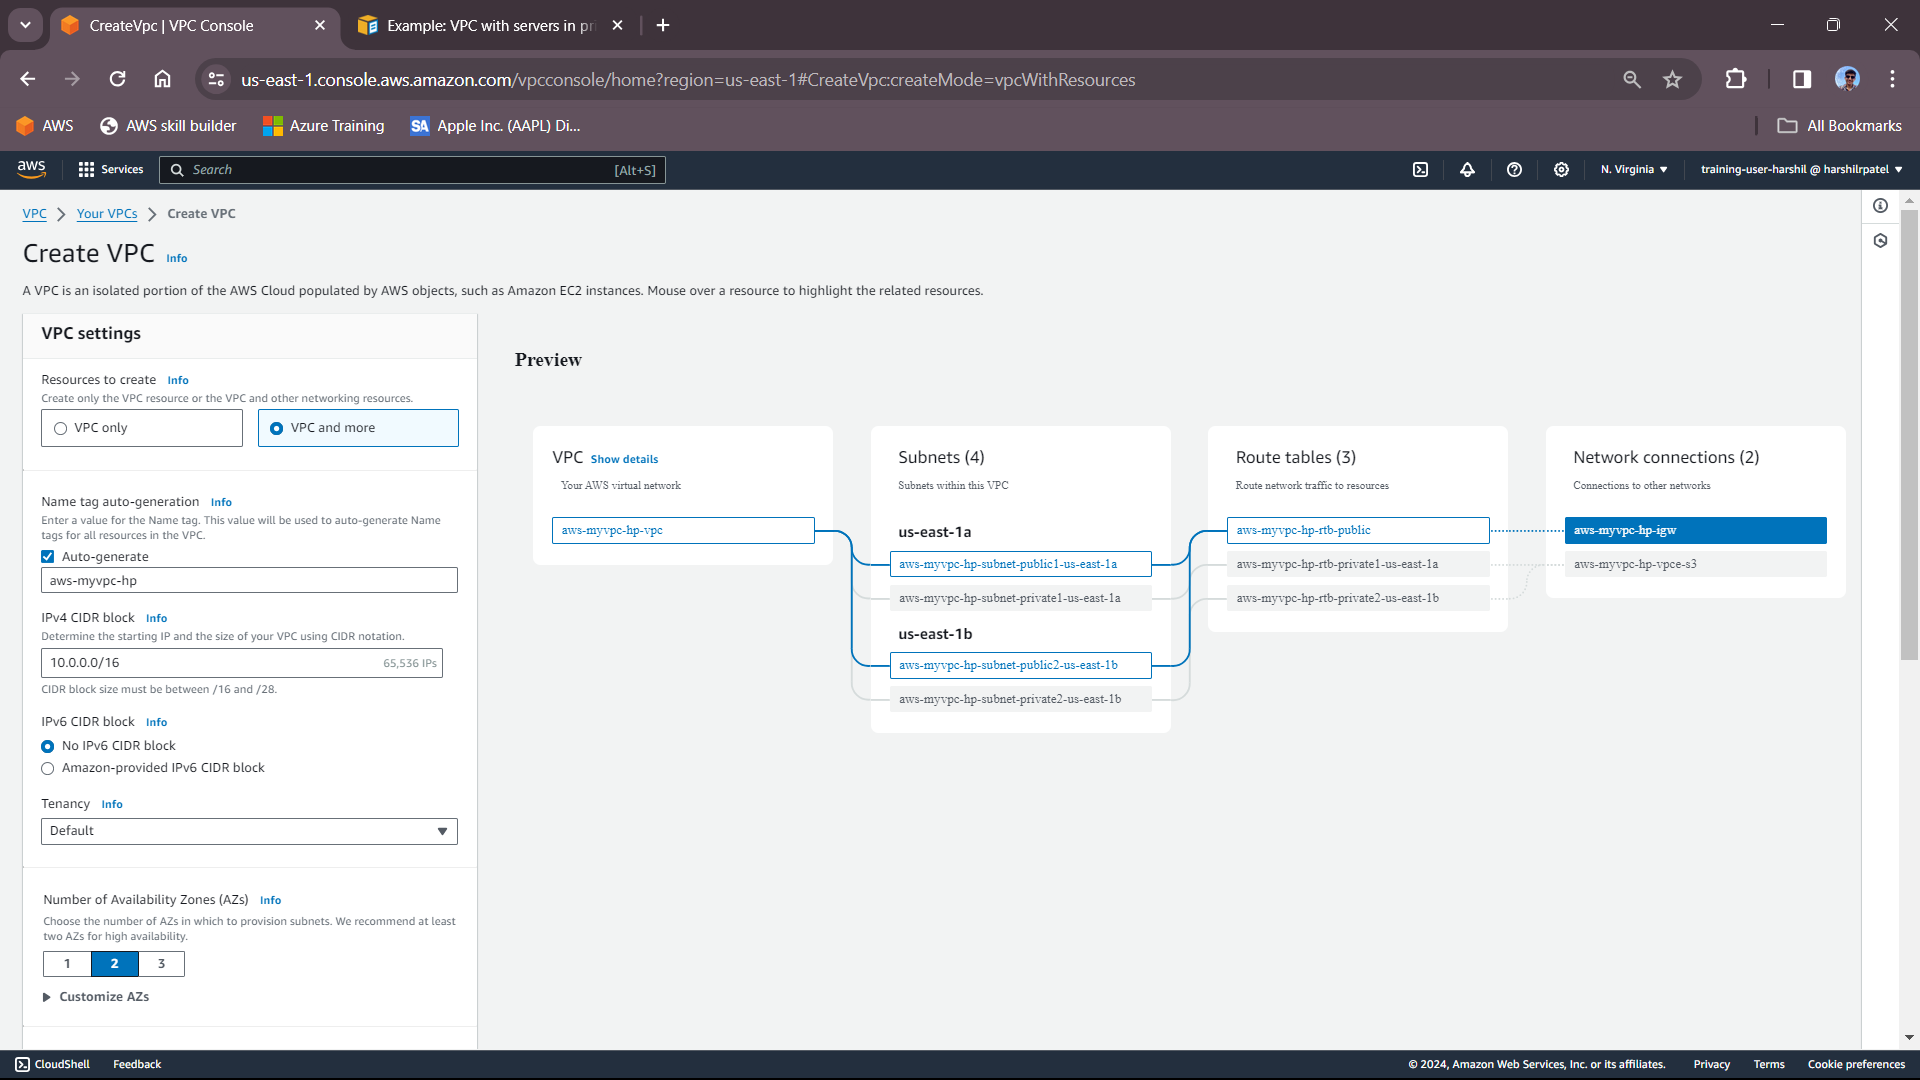 CreateVpc | VPC Console
Example: VPC with servers in pri
us-east-1.console.aws.amazon.com/vpcconsole/home?region=us-east-1#CreateVpc:createMode=vpcWithResources
AWS
AWS skill builder
Azure Training
SA
Apple Inc. (AAPL) Di...
All Bookmarks
aws
Services
Search
[Alt+S]
N. Virginia
training-user-harshil @ harshilrpatel
VPC
Your VPCs
Create VPC
Create VPC Info
A VPC is an isolated portion of the AWS Cloud populated by AWS objects, such as Amazon EC2 instances. Mouse over a resource to highlight the related resources.
VPC settings
Resources to create Info
Create only the VPC resource or the VPC and other networking resources.
VPC only
VPC and more
Name tag auto-generation Info
Enter a value for the Name tag. This value will be used to auto-generate Name
tags for all resources in the VPC.
Auto-generate
aws-myvpc-hp
IPv4 CIDR block Info
Determine the starting IP and the size of your VPC using CIDR notation.
10.0.0.0/16
65,536 IPs
CIDR block size must be between /16 and /28.
IPv6 CIDR block Info
No IPv6 CIDR block
Amazon-provided IPv6 CIDR block
Tenancy Info
Default
Number of Availability Zones (AZs) Info
Choose the number of AZs in which to provision subnets. We recommend at least
two AZs for high availability.
1
2
3
Customize AZs
Preview
VPC Show details
Your AWS virtual network
aws-myvpc-hp-vpc
Subnets (4)
Subnets within this VPC
us-east-1a
aws-myvpc-hp-subnet-public1-us-east-1a
aws-myvpc-hp-subnet-private1-us-east-1a
us-east-1b
aws-myvpc-hp-subnet-public2-us-east-1b
aws-myvpc-hp-subnet-private2-us-east-1b
Route tables (3)
Route network traffic to resources
aws-myvpc-hp-rtb-public
aws-myvpc-hp-rtb-private1-us-east-1a
aws-myvpc-hp-rtb-private2-us-east-1b
Network connections (2)
Connections to other networks
aws-myvpc-hp-igw
aws-myvpc-hp-vpce-s3
CloudShell
Feedback
© 2024, Amazon Web Services, Inc. or its affiliates.
Privacy
Terms
Cookie preferences